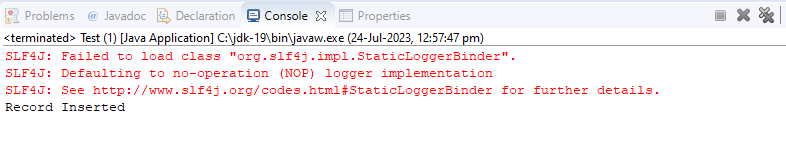 Problems @ Javadoc Declaration Console Properties
<terminated> Test (1) [Java Application] C:\jdk-19\bin\javaw.exe (24-Jul-2023, 12:57:47 pm)
SLF4J: Failed to load class "org.slf4j.impl.StaticLoggerBinder".
SLF4J: Defaulting to no-operation (NOP) logger implementation
SLF4J: See http://www.slf4j.org/codes.html#StaticLoggerBinder for further details.
Record Inserted